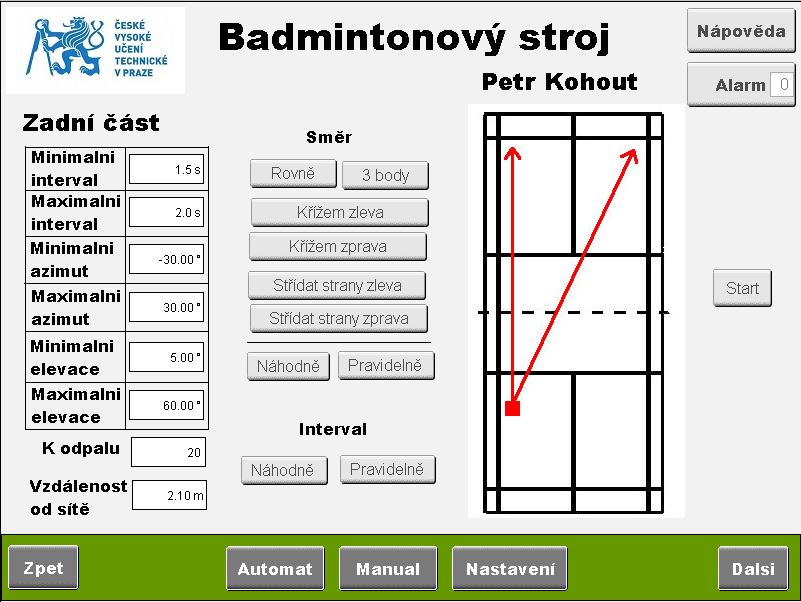 ČESKÉ
VYSOKÉ
UČENÍ
TECHNICKÉ
V PRAZE
Badmintonový stroj
Nápověda
Petr Kohout
Alarm 0
Zadní část
Minimalni
interval
1.5 s
Maximalni
interval
2.0 s
Minimalni
azimut
-30.00°
Maximalni
azimut
30.00°
Minimalni
elevace
5.00°
Maximalni
elevace
60.00°
K odpalu
20
Vzdálenost
od sítě
2.10 m
Směr
Rovně
3 body
Křížem zleva
Křížem zprava
Střídat strany zleva
Střídat strany zprava
Náhodně
Pravidelně
Interval
Náhodně
Pravidelně
Start
Zpet
Automat
Manual
Nastavení
Dalsi